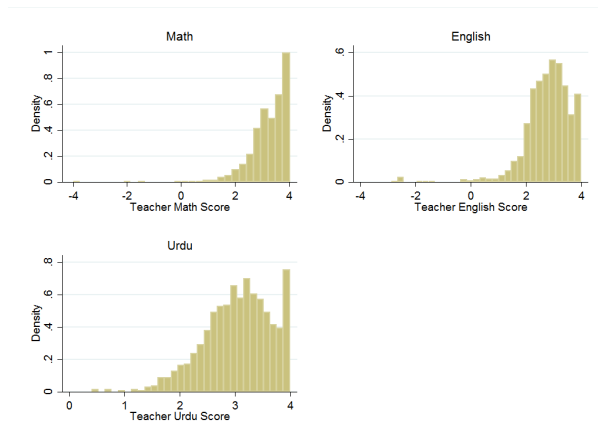 Math
Density
0 .2 .4 .6 .8 1
-4 -2 0 2 4
Teacher Math Score
English
Density
0 .2 .4 .6
-4 -2 0 2 4
Teacher English Score
Urdu
Density
0 .2 .4 .6 .8
0 1 2 3 4
Teacher Urdu Score